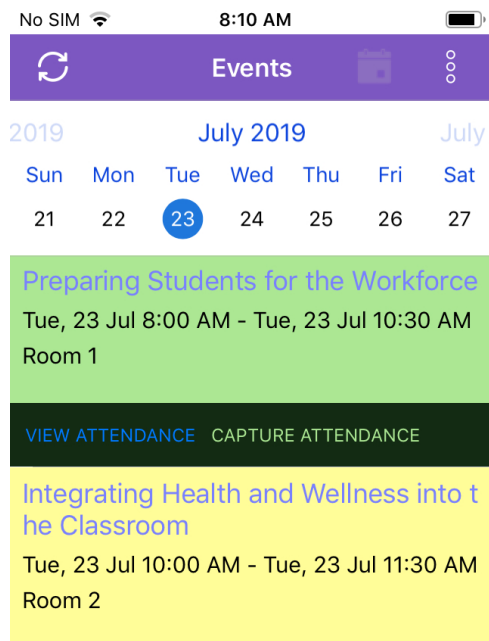 No SIM 8:10 AM
Events
2019 July 2019 July
Sun Mon Tue Wed Thu Fri Sat
21 22 23 24 25 26 27
Preparing Students for the Workforce
Tue, 23 Jul 8:00 AM - Tue, 23 Jul 10:30 AM
Room 1
VIEW ATTENDANCE CAPTURE ATTENDANCE
Integrating Health and Wellness into t
he Classroom
Tue, 23 Jul 10:00 AM - Tue, 23 Jul 11:30 AM
Room 2